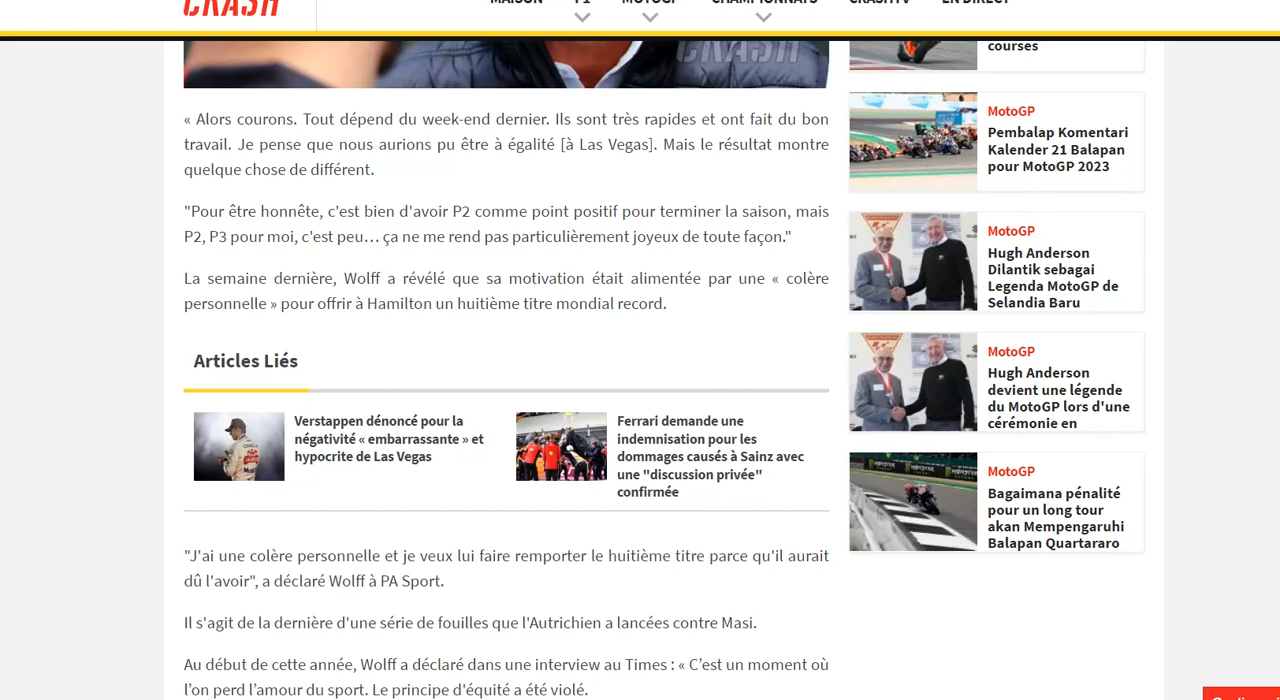 CRASH
MAISON F1 MOTOGP CHAMPIONNATS CRASHTV EN DIRECT
CRASH
« Alors courons. Tout dépend du week-end dernier. Ils sont très rapides et ont fait du bon
travail. Je pense que nous aurions pu être à égalité [à Las Vegas]. Mais le résultat montre
quelque chose de différent.
"Pour être honnête, c'est bien d'avoir P2 comme point positif pour terminer la saison, mais
P2, P3 pour moi, c'est peu… ça ne me rend pas particulièrement joyeux de toute façon."
La semaine dernière, Wolff a révélé que sa motivation était alimentée par une « colère
personnelle » pour offrir à Hamilton un huitième titre mondial record.
Articles Liés
Verstappen dénoncé pour la
négativité « embarrassante » et
hypocrite de Las Vegas
Ferrari demande une
indemnisation pour les
dommages causés à Sainz avec
une "discussion privée"
confirmée
"J'ai une colère personnelle et je veux lui faire remporter le huitième titre parce qu'il aurait
dû l'avoir", a déclaré Wolff à PA Sport.
Il s'agit de la dernière d'une série de fouilles que l'Autrichien a lancées contre Masi.
Au début de cette année, Wolff a déclaré dans une interview au Times : « C’est un moment où
l’on perd l’amour du sport. Le principe d'équité a été violé.
courses
MotoGP
Pembalap Komentari
Kalender 21 Balapan
pour MotoGP 2023
MotoGP
Hugh Anderson
Dilantik sebagai
Legenda MotoGP de
Selandia Baru
MotoGP
Hugh Anderson
devient une légende
du MotoGP lors d'une
cérémonie en
MotoGP
Bagaimana pénalité
pour un long tour
akan Mempengaruhi
Balapan Quartararo